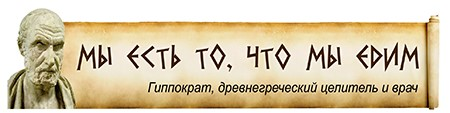 МЫ ЕСТЬ ТО, ЧТО МЫ ЕДИМ
Гиппократ, древнегреческий целитель и врач